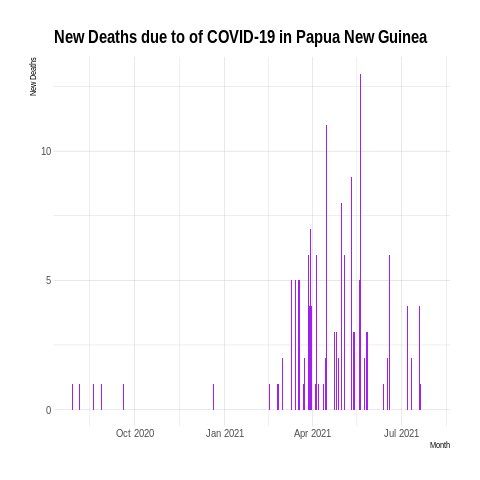 New Deaths due to of COVID-19 in Papua New Guinea
New Deaths
10
5
0
Oct 2020 Jan 2021 Apr 2021 Jul 2021
Month